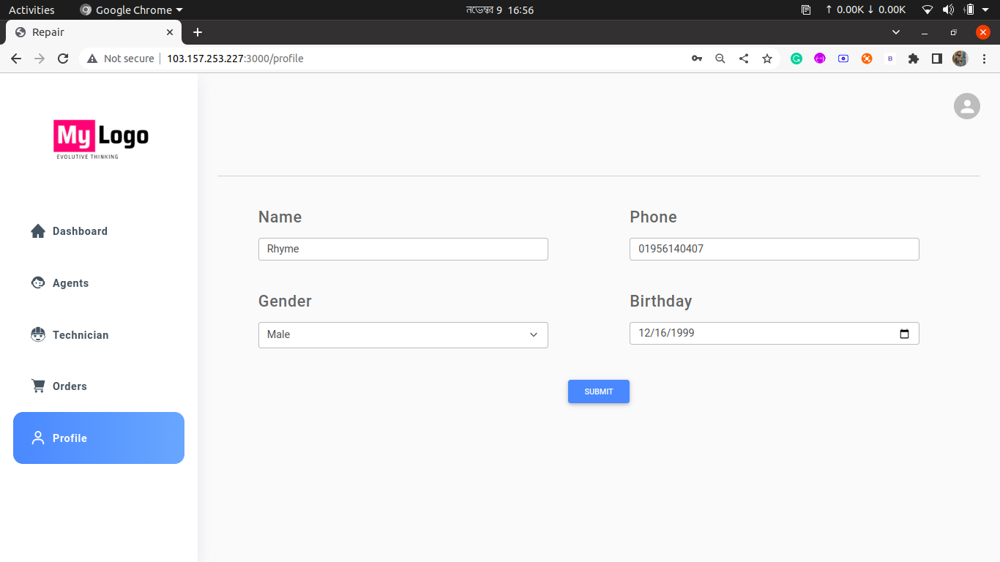 Activities
Google Chrome
নভেম্বর 9 16:56
↑ 0.00K ↓ 0.00K
Repair
Not secure
103.157.253.227:3000/profile
B
My Logo
EVOLUTIVE THINKING
Dashboard
Agents
Technician
Orders
Profile
Name
Phone
Rhyme
01956140407
Gender
Birthday
Male
12/16/1999
SUBMIT